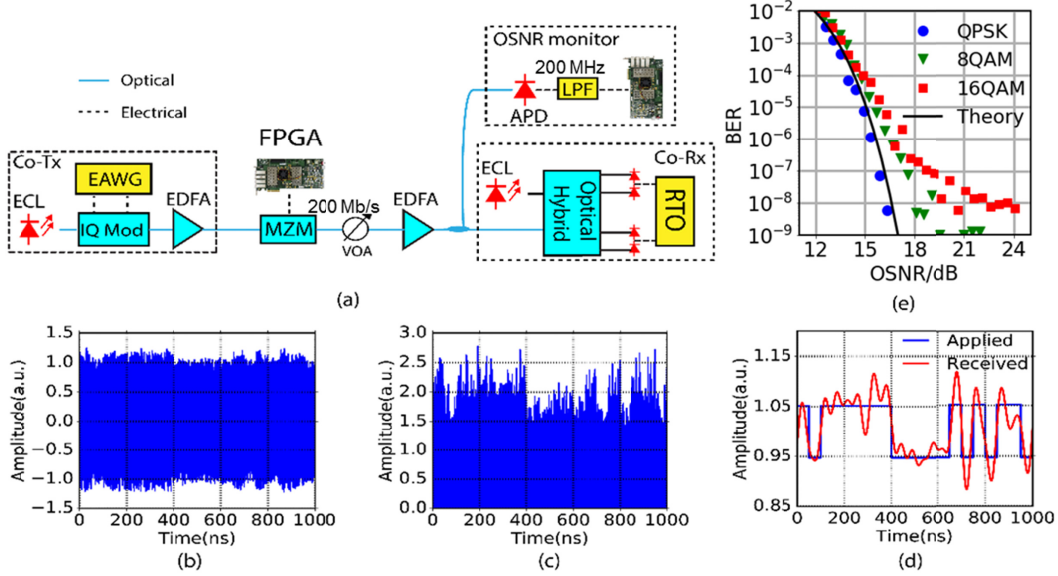 Optical
Electrical
Co-Tx
EAWG
ECL
EDFA
IQ Mod
FPGA
MZM
200 Mb/s
VOA
EDFA
OSNR monitor
200 MHz
LPF
APD
Co-Rx
ECL
Optical
Hybrid
RTO
(a)
10⁻²
10⁻³
10⁻⁴
10⁻⁵
10⁻⁶
10⁻⁷
10⁻⁸
10⁻⁹
BER
QPSK
8QAM
16QAM
Theory
12 15 18 21 22 24
OSNR/dB
(e)
1.5
1.0
0.5
0.0
−0.5
−1.0
−1.5
Amplitude(a.u.)
0 200 400 600 800 1000
Time(ns)
(b)
3.0
2.5
2.0
1.5
1.0
0.5
0.0
Amplitude(a.u.)
0 200 400 600 800 1000
Time(ns)
(c)
1.15
1.05
0.95
0.85
Amplitude(a.u.)
Applied
Received
0 200 400 600 800 1000
Time(ns)
(d)